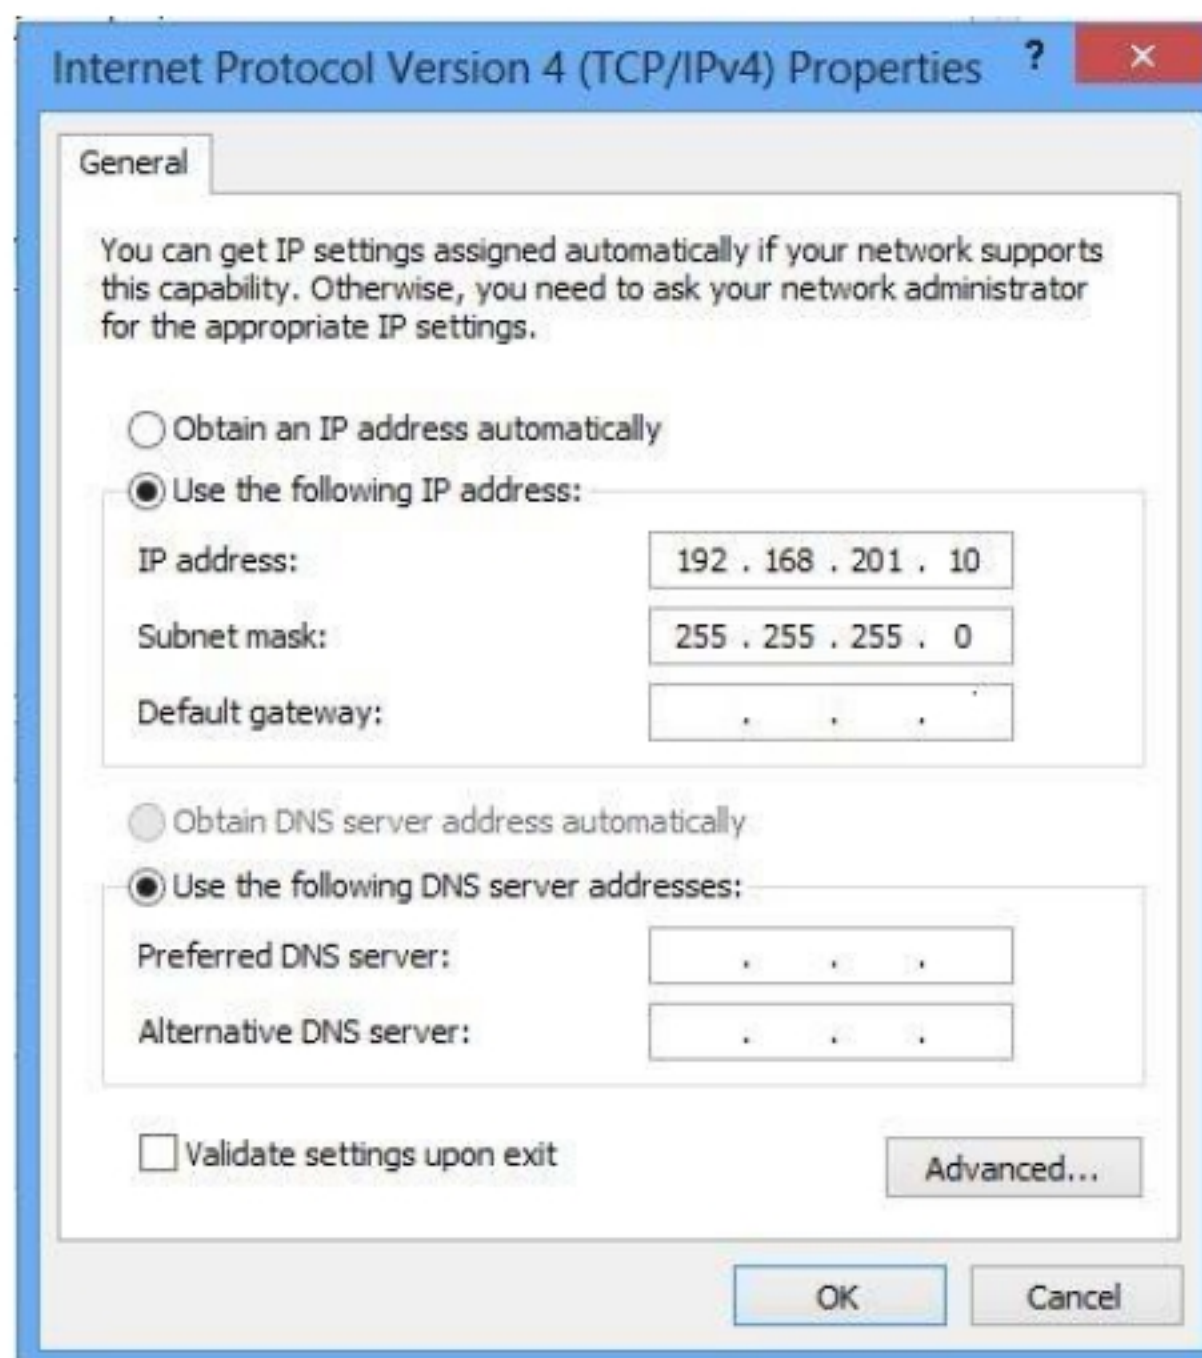 Internet Protocol Version 4 (TCP/IPv4) Properties ?
General
You can get IP settings assigned automatically if your network supports
this capability. Otherwise, you need to ask your network administrator
for the appropriate IP settings.
Obtain an IP address automatically
Use the following IP address:
IP address: 192 . 168 . 201 . 10
Subnet mask: 255 . 255 . 255 . 0
Default gateway: . . .
Obtain DNS server address automatically
Use the following DNS server addresses:
Preferred DNS server: . . .
Alternative DNS server: . . .
Validate settings upon exit
Advanced...
OK Cancel